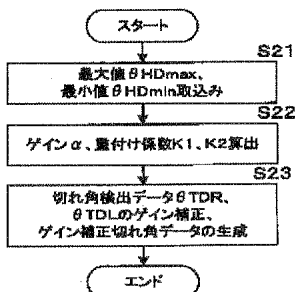 スタート
S21
最大値θHDmax、
最小値θHDmin取込み
S22
ゲインα、重付け係数K1、K2算出
S23
切れ角検出データθTDR、
θTDLのゲイン補正、
ゲイン補正切れ角データの生成
エンド